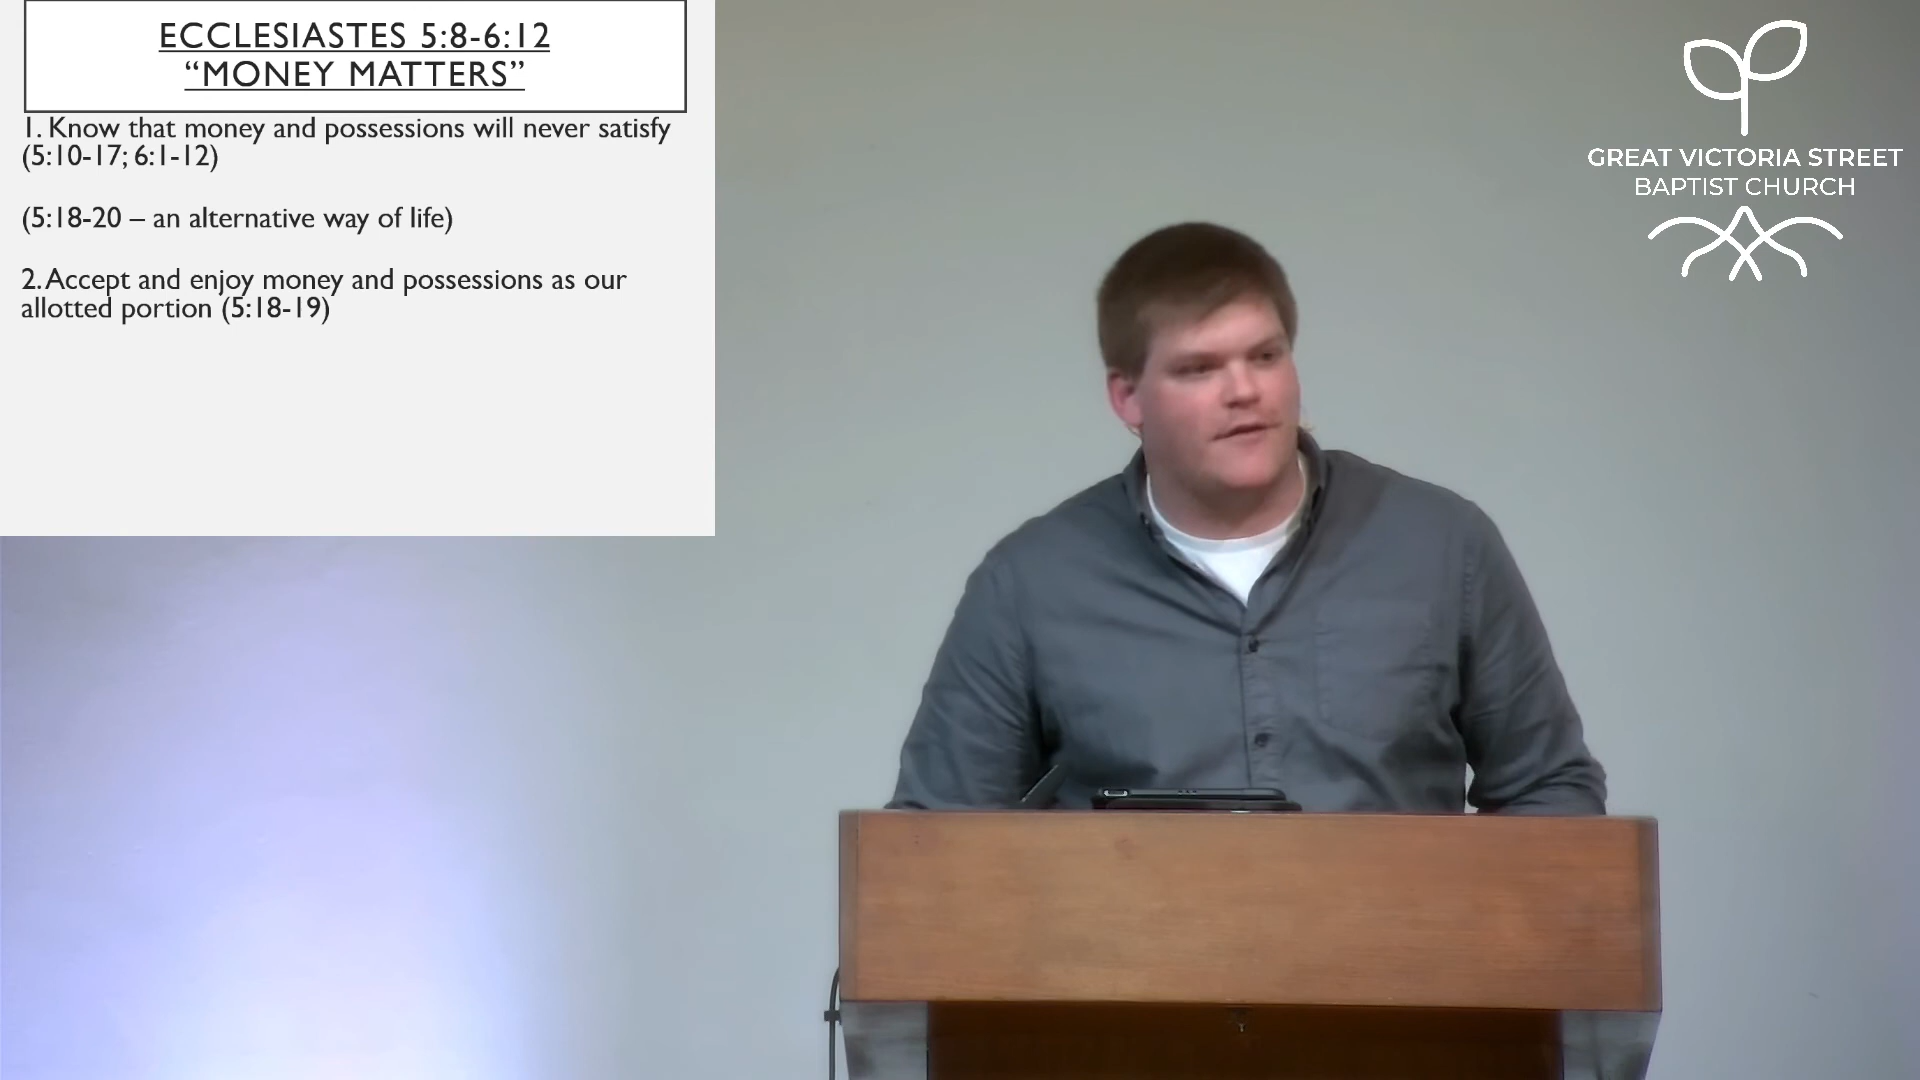 ECCLESIASTES 5:8-6:12
“MONEY MATTERS”
1. Know that money and possessions will never satisfy
(5:10-17; 6:1-12)
(5:18-20 – an alternative way of life)
2. Accept and enjoy money and possessions as our
allotted portion (5:18-19)
GREAT VICTORIA STREET
BAPTIST CHURCH